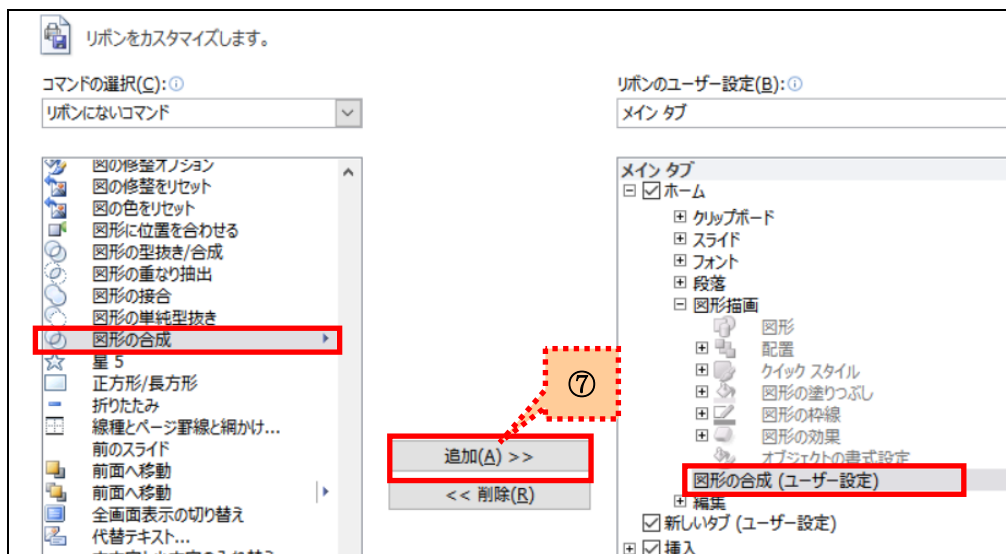 リボンをカスタマイズします。
コマンドの選択(C):
リボンにないコマンド
図の修整オプション
図の修整をリセット
図の色をリセット
図形に位置を合わせる
図形の型抜き/合成
図形の重なり抽出
図形の接合
図形の単純型抜き
図形の合成
星 5
正方形/長方形
折りたたみ
線種とページ罫線と網かけ...
前のスライド
前面へ移動
前面へ移動
全画面表示の切り替え
代替テキスト...
⑦
追加(A) >>
<< 削除(R)
リボンのユーザー設定(B):
メイン タブ
メイン タブ
ホーム
クリップボード
スライド
フォント
段落
図形描画
図形
配置
クイック スタイル
図形の塗りつぶし
図形の枠線
図形の効果
オブジェクトの書式設定
図形の合成 (ユーザー設定)
編集
新しいタブ (ユーザー設定)
挿入